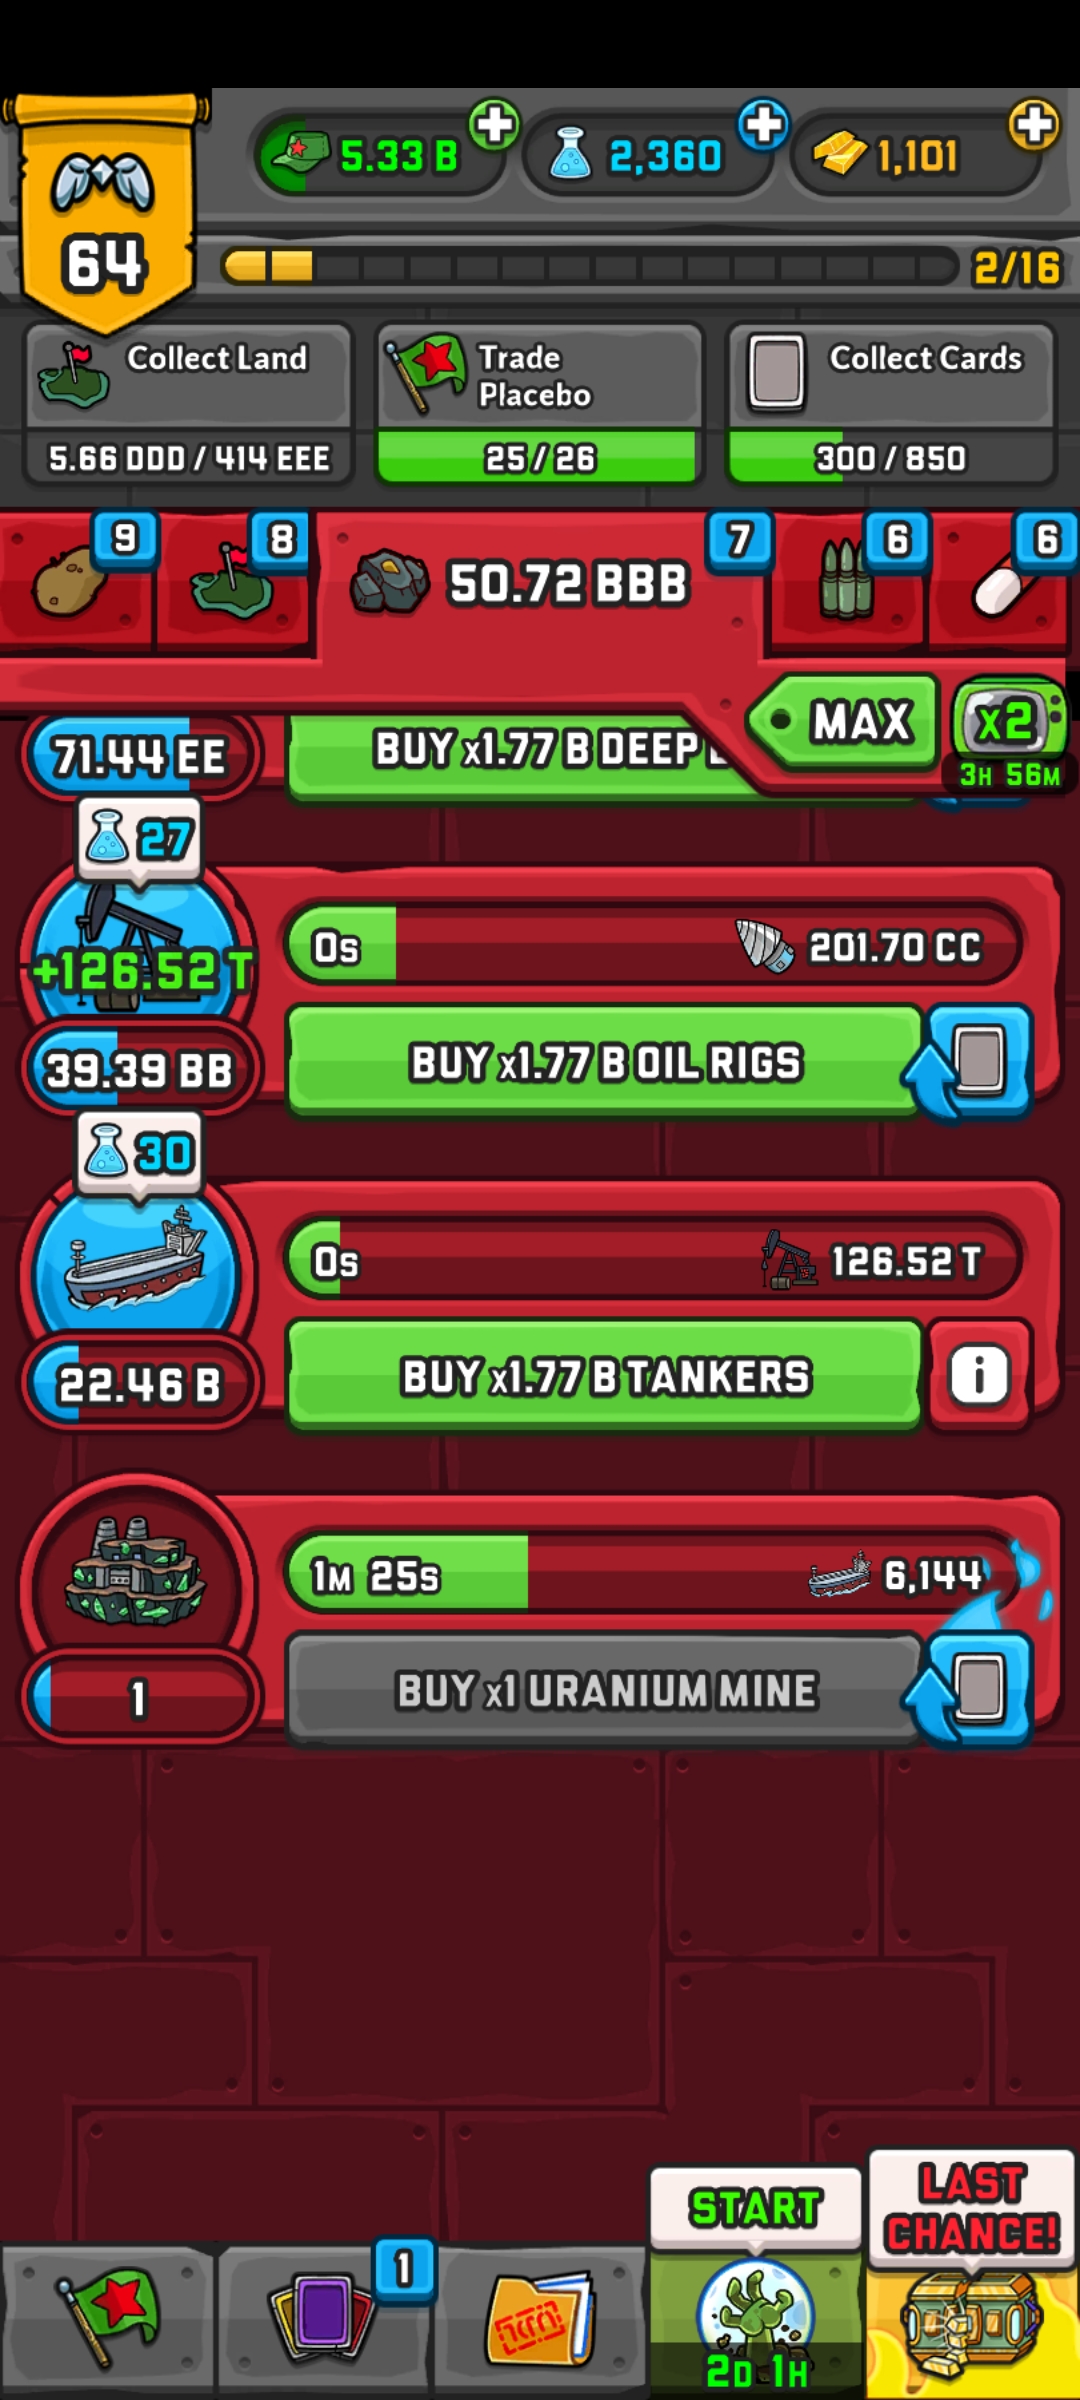 64
5.33 B
2,360
1,101
2/16
Collect Land
5.66 DDD / 414 EEE
Trade
Placebo
25 / 26
Collect Cards
300 / 850
9
8
50.72 BBB
7
6
6
MAX
x2
3H 56M
71.44 EE
BUY x1.77 B DEEP
27
+126.52 T
0s
201.70 CC
39.39 BB
BUY x1.77 B OIL RIGS
30
0s
126.52 T
22.46 B
BUY x1.77 B TANKERS
i
1M 25s
6,144
1
BUY x1 URANIUM MINE
START
LAST
CHANCE!
1
2D 1H